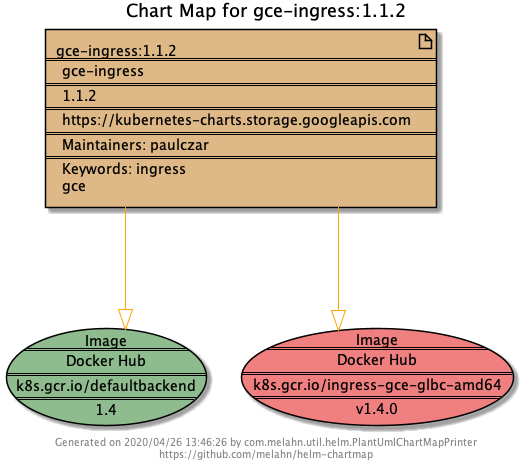 Chart Map for gce-ingress:1.1.2
gce-ingress:1.1.2
gce-ingress
1.1.2
https://kubernetes-charts.storage.googleapis.com
Maintainers: paulczar
Keywords: ingress
gce
Image
Docker Hub
k8s.gcr.io/defaultbackend
1.4
Image
Docker Hub
k8s.gcr.io/ingress-gce-glbc-amd64
v1.4.0
Generated on 2020/04/26 13:46:26 by com.melahn.util.helm.PlantUmlChartMapPrinter
https://github.com/melahn/helm-chartmap